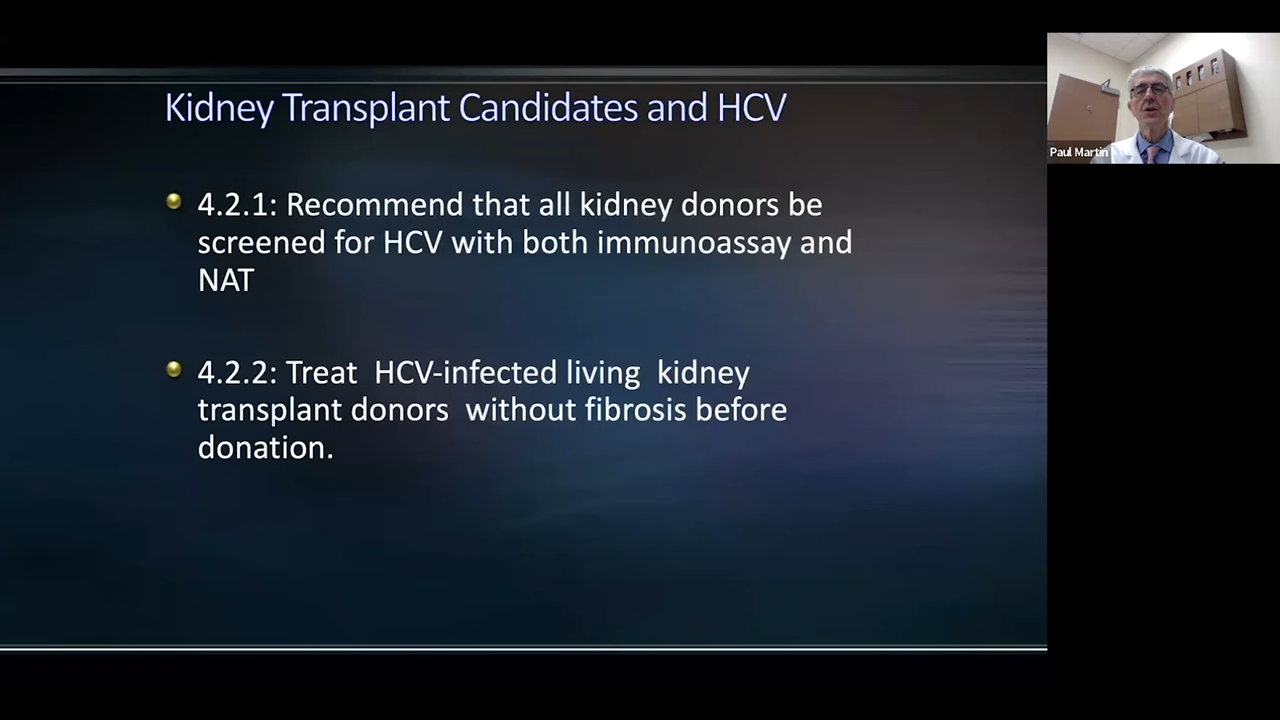 Kidney Transplant Candidates and HCV
4.2.1: Recommend that all kidney donors be
screened for HCV with both immunoassay and
NAT
4.2.2: Treat HCV-infected living kidney
transplant donors without fibrosis before
donation.
Paul Martin